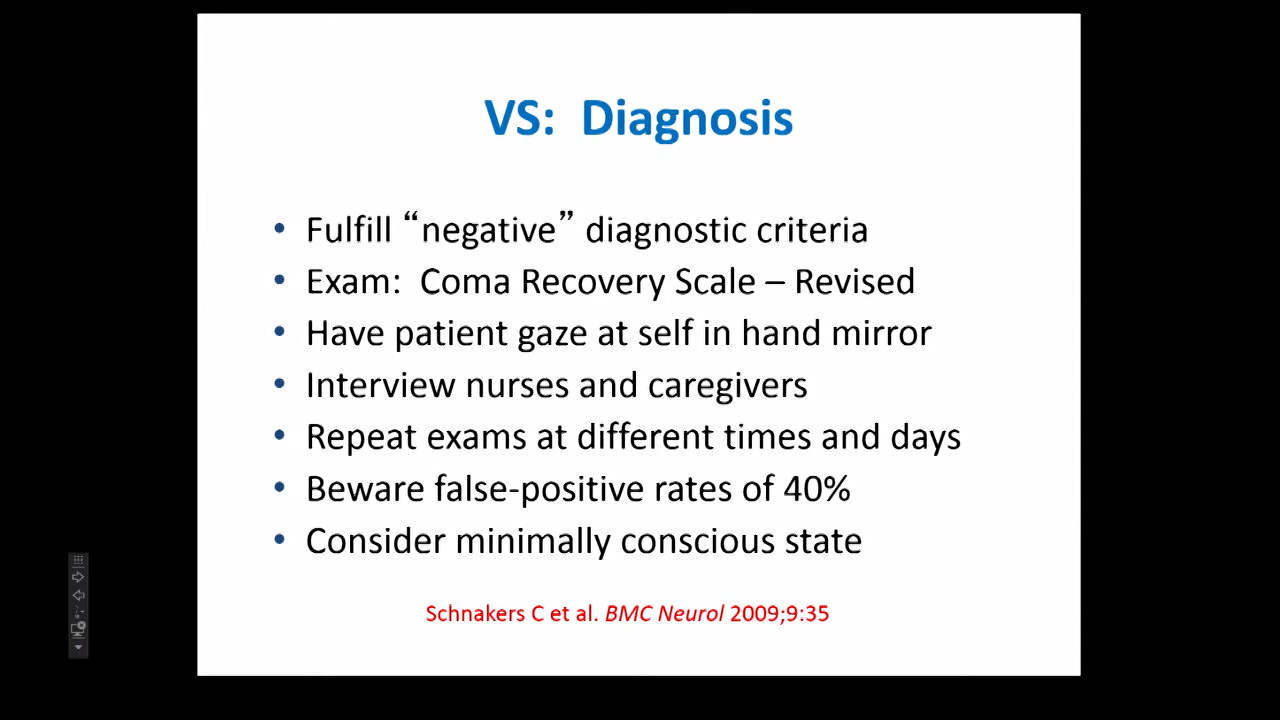 VS: Diagnosis
• Fulfill “negative” diagnostic criteria
• Exam: Coma Recovery Scale – Revised
• Have patient gaze at self in hand mirror
• Interview nurses and caregivers
• Repeat exams at different times and days
• Beware false-positive rates of 40%
• Consider minimally conscious state
Schnakers C et al. BMC Neurol 2009;9:35